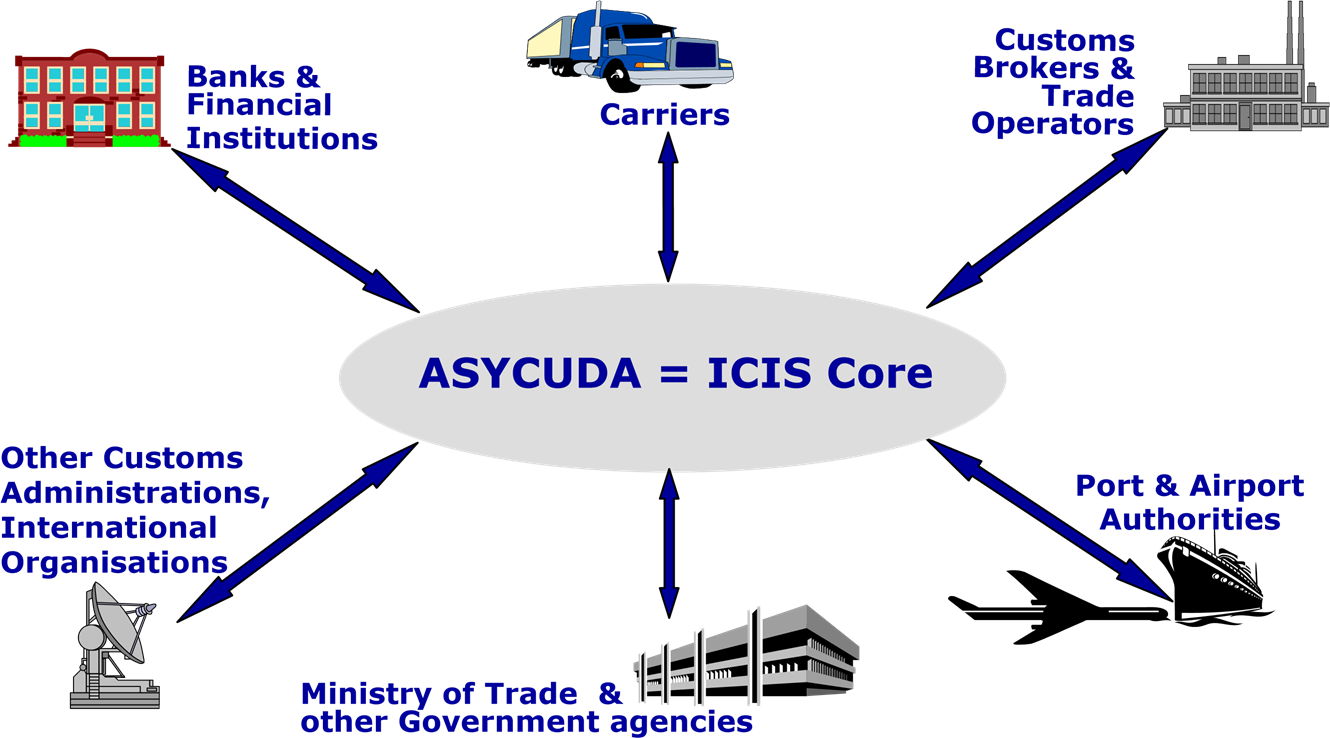 Banks &
Financial
Institutions
Carriers
Customs
Brokers &
Trade
Operators
ASYCUDA = ICIS Core
Other Customs
Administrations,
International
Organisations
Port & Airport
Authorities
Ministry of Trade  &
other Government agencies